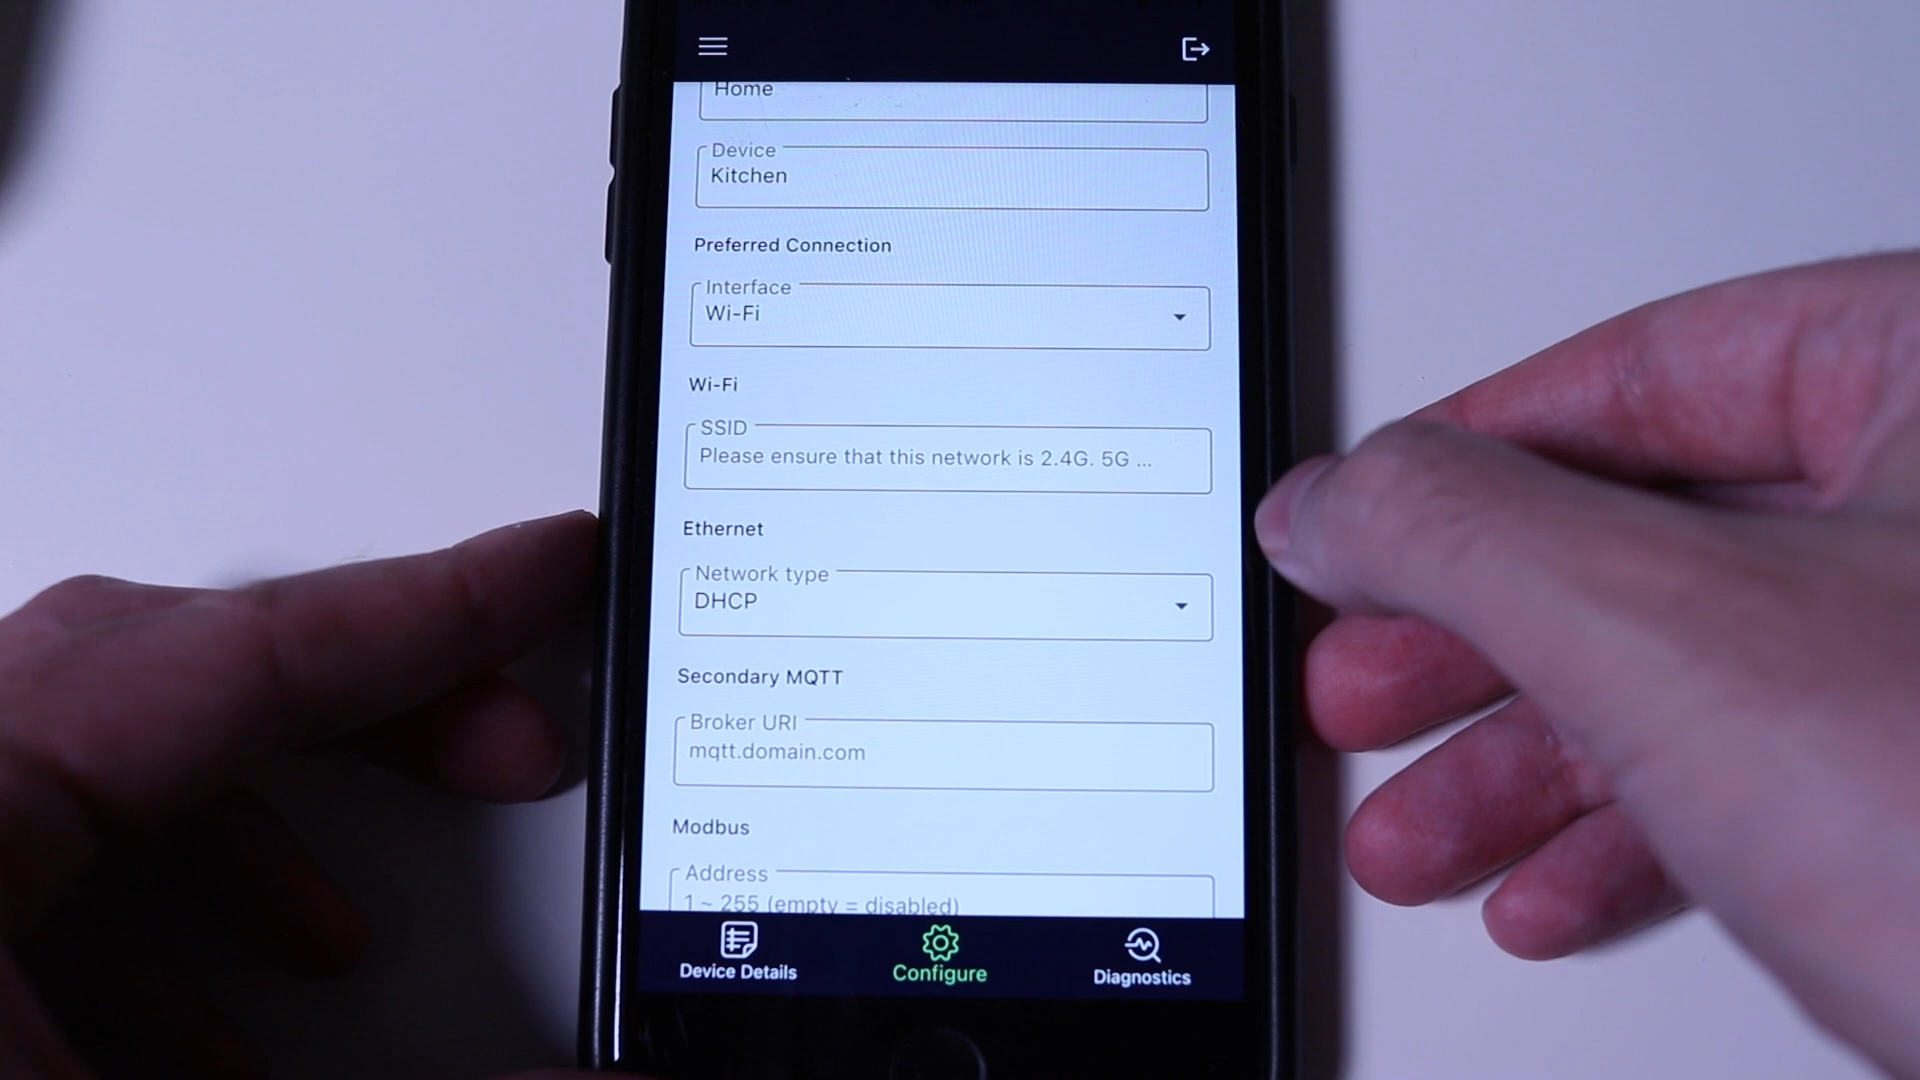 Home
Device
Kitchen
Preferred Connection
Interface
Wi-Fi
Wi-Fi
SSID
Please ensure that this network is 2.4G. 5G ...
Ethernet
Network type
DHCP
Secondary MQTT
Broker URI
mqtt.domain.com
Modbus
Address
1 ~ 255 (empty = disabled)
Device Details
Configure
Diagnostics